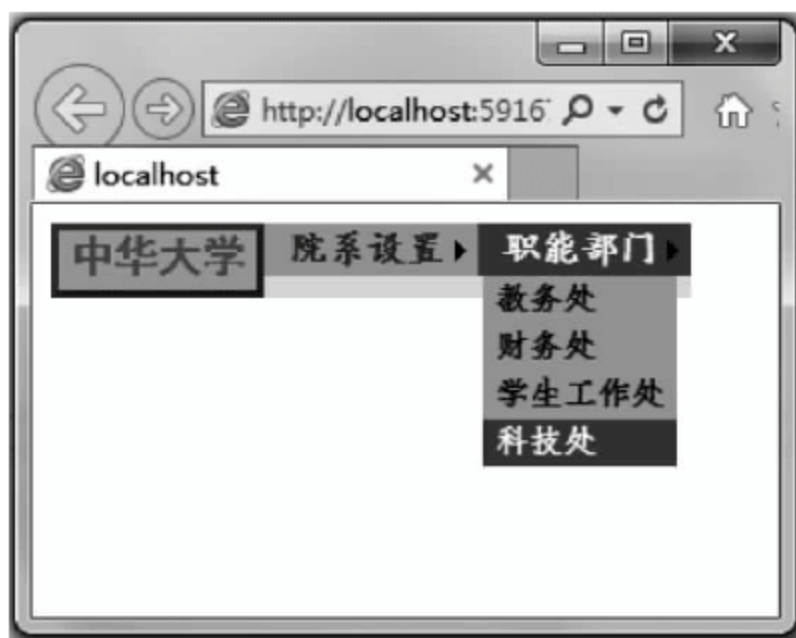 http://localhost:5916
localhost
中华大学 院系设置 职能部门
教务处
财务处
学生工作处
科技处